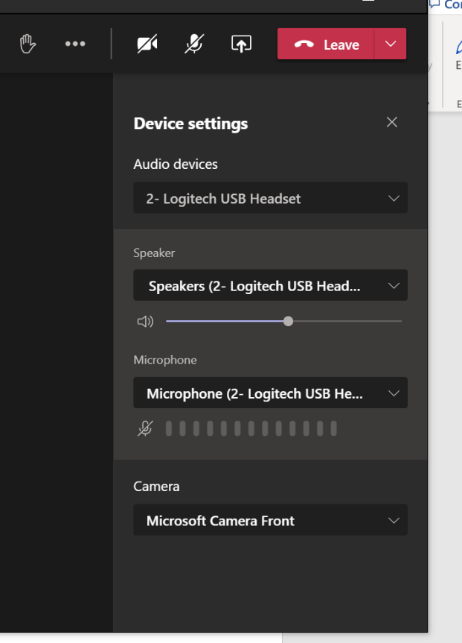 Leave
Device settings
Audio devices
2- Logitech USB Headset
Speaker
Speakers (2- Logitech USB Head...
Microphone
Microphone (2- Logitech USB He...
Camera
Microsoft Camera Front